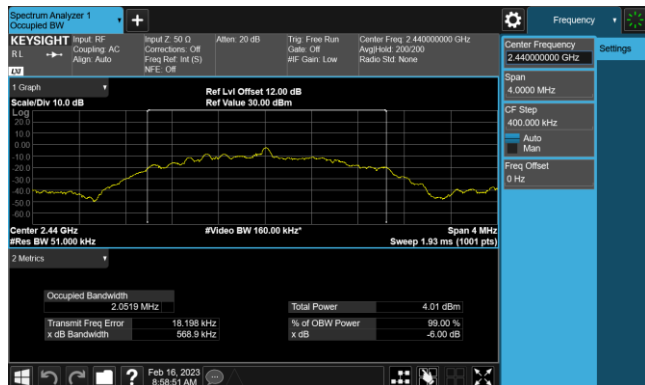 Spectrum Analyzer 1
Occupied BW
Frequency
KEYSIGHT
R L
LXI
Input: RF
Coupling: AC
Align: Auto
Input Z: 50 Ω
Corrections: Off
Freq Ref: Int (S)
NFE: Off
Atten: 20 dB
Trig: Free Run
Gate: Off
#IF Gain: Low
Center Freq: 2.440000000 GHz
Avg|Hold: 200/200
Radio Std: None
Center Frequency
2.440000000 GHz
Settings
Span
4.0000 MHz
CF Step
400.000 kHz
Auto
Man
Freq Offset
0 Hz
1 Graph
Scale/Div 10.0 dB
Ref Lvl Offset 12.00 dB
Ref Value 30.00 dBm
Log
20.0
10.0
0.00
-10.0
-20.0
-30.0
-40.0
-50.0
-60.0
Center 2.44 GHz
#Res BW 51.000 kHz
#Video BW 160.00 kHz*
Span 4 MHz
Sweep 1.93 ms (1001 pts)
2 Metrics
Occupied Bandwidth
2.0519 MHz
Total Power 4.01 dBm
Transmit Freq Error 18.198 kHz
% of OBW Power 99.00 %
x dB Bandwidth 568.9 kHz
x dB -6.00 dB
?
Feb 16, 2023
8:58:51 AM